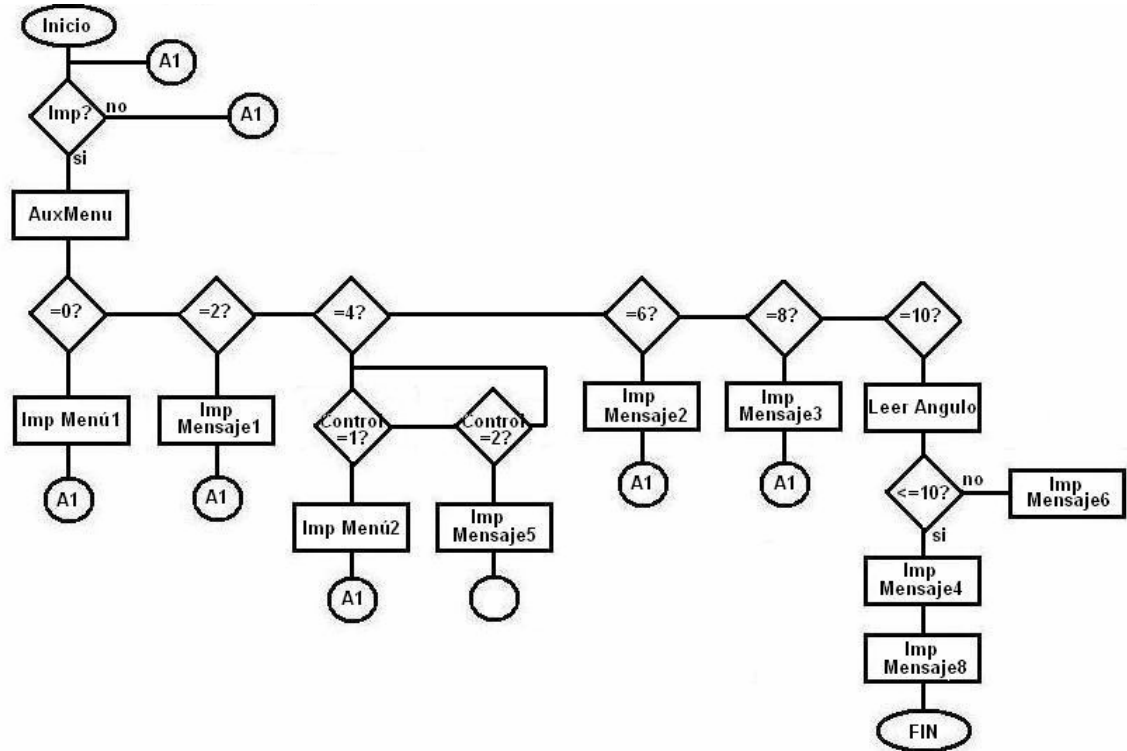 Inicio
A1
Imp?
no
A1
si
AuxMenu
=0?
=2?
=4?
=6?
=8?
=10?
Imp Menú1
Imp
Mensaje1
Control
=1?
Control
=2?
Imp
Mensaje2
Imp
Mensaje3
Leer Angulo
A1
A1
A1
A1
<=10?
no
si
Imp
Mensaje6
Imp Menú2
Imp
Mensaje5
A1
Imp
Mensaje4
Imp
Mensaje8
FIN